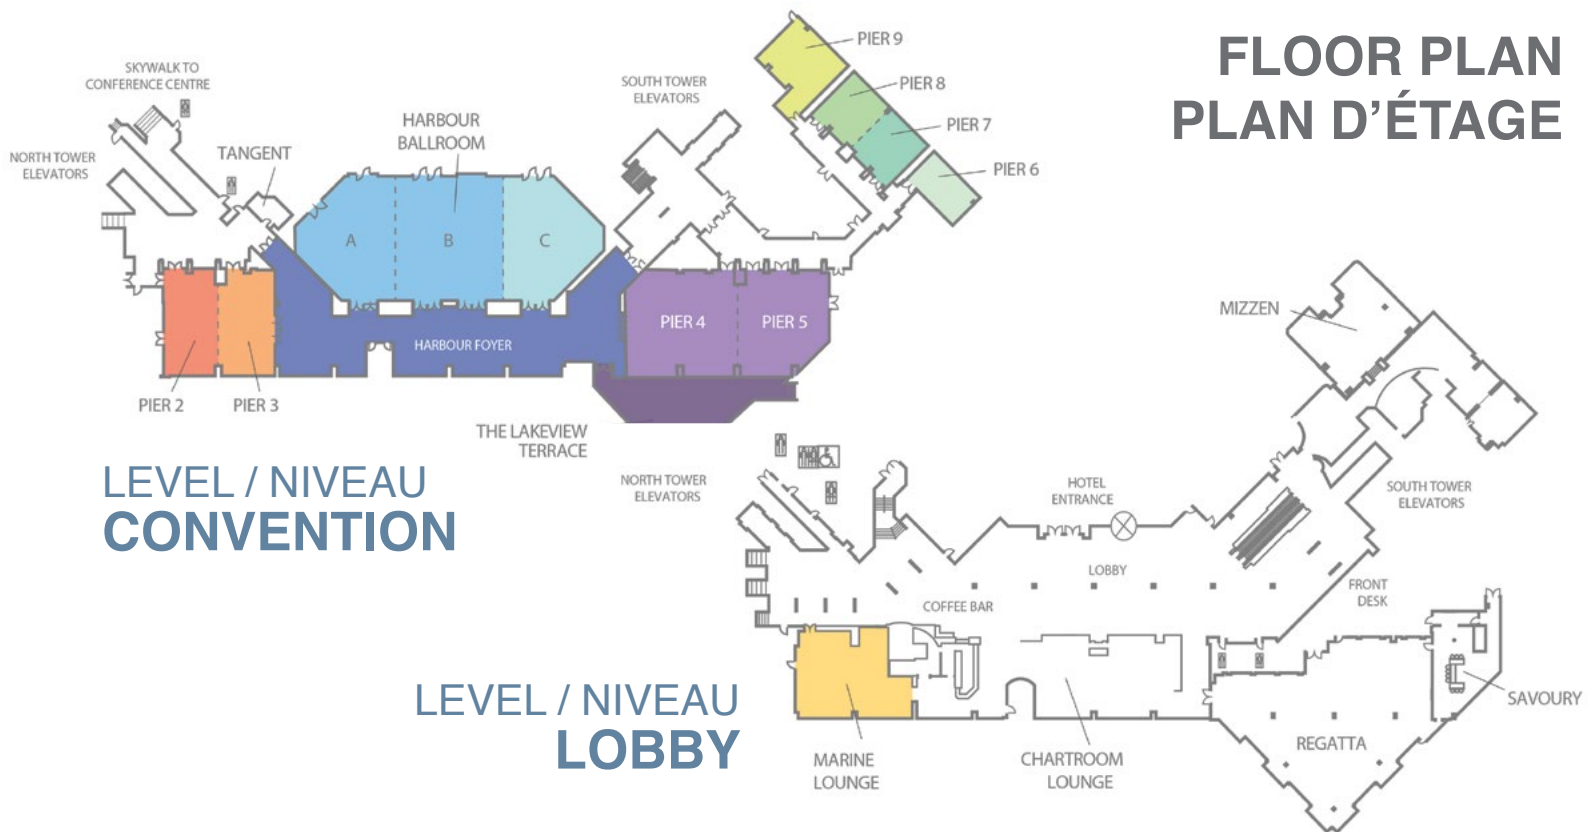 FLOOR PLAN
PLAN D'ÉTAGE
PIER 9
PIER 8
PIER 7
PIER 6
SKYWALK TO
CONFERENCE CENTRE
SOUTH TOWER
ELEVATORS
HARBOUR
BALLROOM
NORTH TOWER
ELEVATORS
TANGENT
A
B
C
PIER 4
PIER 5
HARBOUR FOYER
PIER 2
PIER 3
THE LAKEVIEW
TERRACE
LEVEL / NIVEAU
CONVENTION
MIZZEN
NORTH TOWER
ELEVATORS
HOTEL
ENTRANCE
SOUTH TOWER
ELEVATORS
LOBBY
COFFEE BAR
FRONT
DESK
LEVEL / NIVEAU
LOBBY
MARINE
LOUNGE
CHARTROOM
LOUNGE
REGATTA
SAVOURY